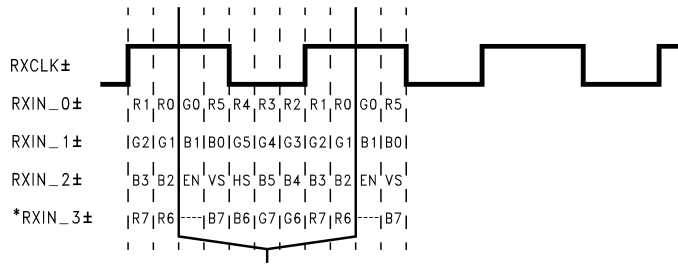 RXCLK±
RXIN_0± R1 R0 G0 R5 R4 R3 R2 R1 R0 G0 R5
RXIN_1± G2 G1 B1 B0 G5 G4 G3 G2 G1 B1 B0
RXIN_2± B3 B2 EN VS HS B5 B4 B3 B2 EN VS
*RXIN_3± R7 R6 ---- B7 B6 G7 G6 R7 R6 ---- B7